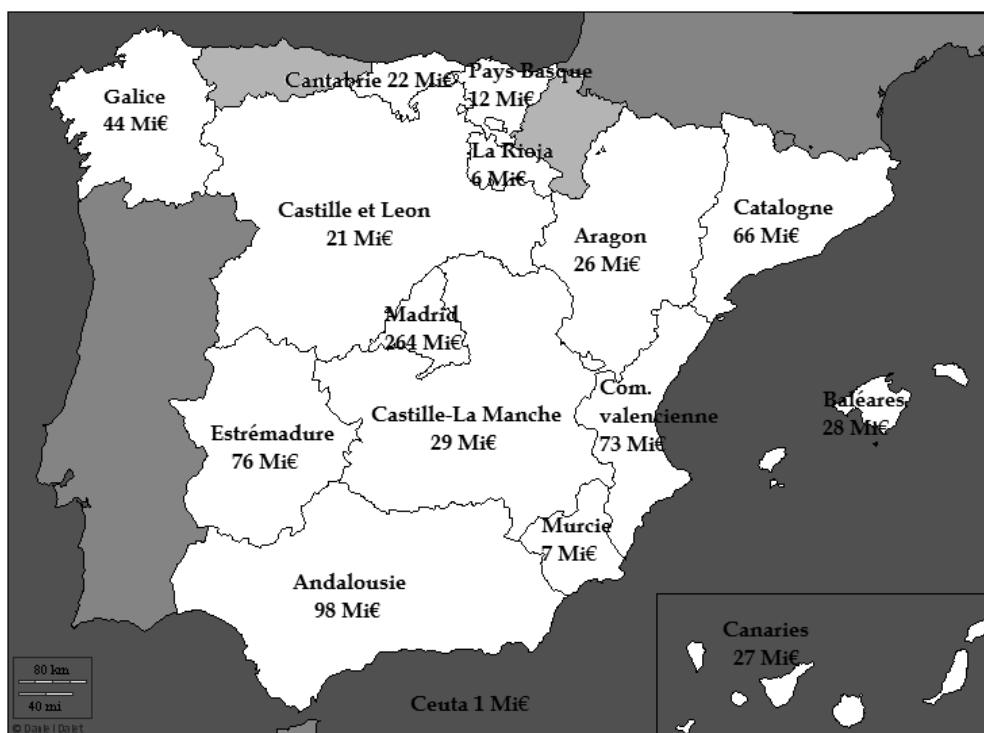 Cantabrie 22 Mi€
Pays Basque
12 Mi€
Galice
44 Mi€
La Rioja
6 Mi€
Castille et Leon
21 Mi€
Aragon
26 Mi€
Catalogne
66 Mi€
Madrid
264 Mi€
Com.
valencienne
73 Mi€
Baléares
28 Mi€
Castille-La Manche
29 Mi€
Estrémadure
76 Mi€
Murcie
7 Mi€
Andalousie
98 Mi€
Canaries
27 Mi€
Ceuta 1 Mi€
80 km
40 mi
© Daniel Dalet